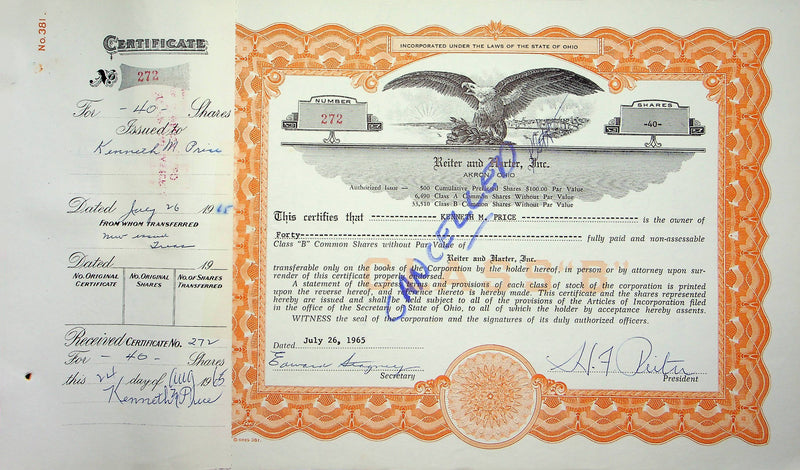 No. 381.
CERTIFICATE
No 272
For -40- Shares
Issued to
Kenneth M. Price
Dated July 26 1965
FROM WHOM TRANSFERRED
New issue
Dated 19
NO. ORIGINAL CERTIFICATE
NO. ORIGINAL SHARES
NO. OF SHARES TRANSFERRED
Received CERTIFICATE NO. 272
For -40- Shares
this 24 day of Aug 1965
Kenneth M Price
INCORPORATED UNDER THE LAWS OF THE STATE OF OHIO
NUMBER
272
SHARES
-40-
Reiter and Harter, Inc.
AKRON, OHIO
Authorized Issue — 500 Cumulative Preferred Shares $100.00 Par Value
6,490 Class A Common Shares Without Par Value
53,510 Class B Common Shares Without Par Value
CANCELLED
This certifies that KENNETH M. PRICE is the owner of
Forty fully paid and non-assessable
Class "B" Common Shares without Par Value of
Reiter and Harter, Inc.
CLASS "B"
transferable only on the books of the Corporation by the holder hereof, in person or by attorney upon sur-
render of this certificate properly endorsed.
A statement of the express terms and provisions of each class of stock of the corporation is printed
upon the reverse hereof, and reference thereto is hereby made. This certificate and the shares represented
hereby are issued and shall be held subject to all of the provisions of the Articles of Incorporation filed
in the office of the Secretary of State of Ohio, to all of which the holder by acceptance hereby assents.
WITNESS the seal of the corporation and the signatures of its duly authorized officers.
Dated July 26, 1965
Edward Seagney H F Reiter
Secretary President